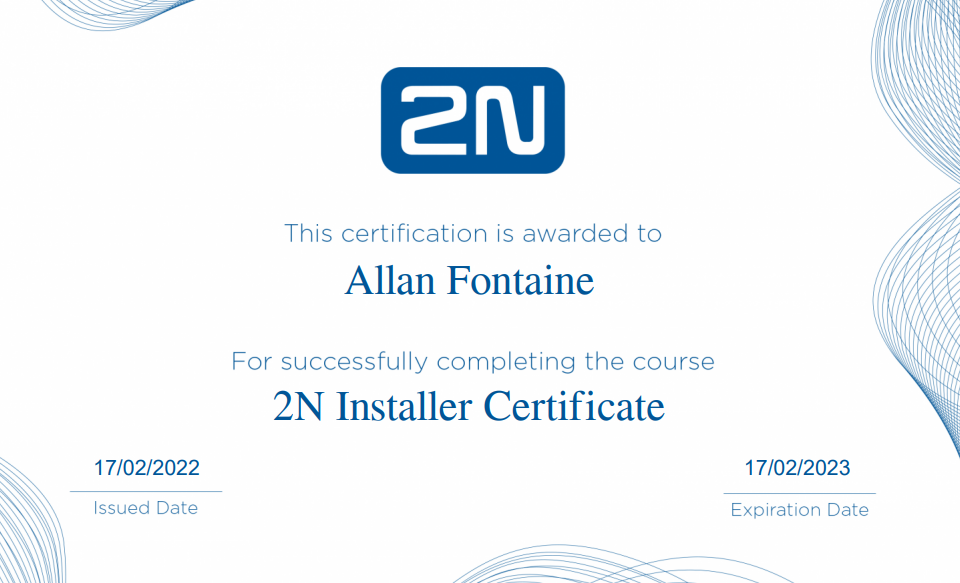 2N
This certification is awarded to
Allan Fontaine
For successfully completing the course
2N Installer Certificate
17/02/2022
Issued Date
17/02/2023
Expiration Date